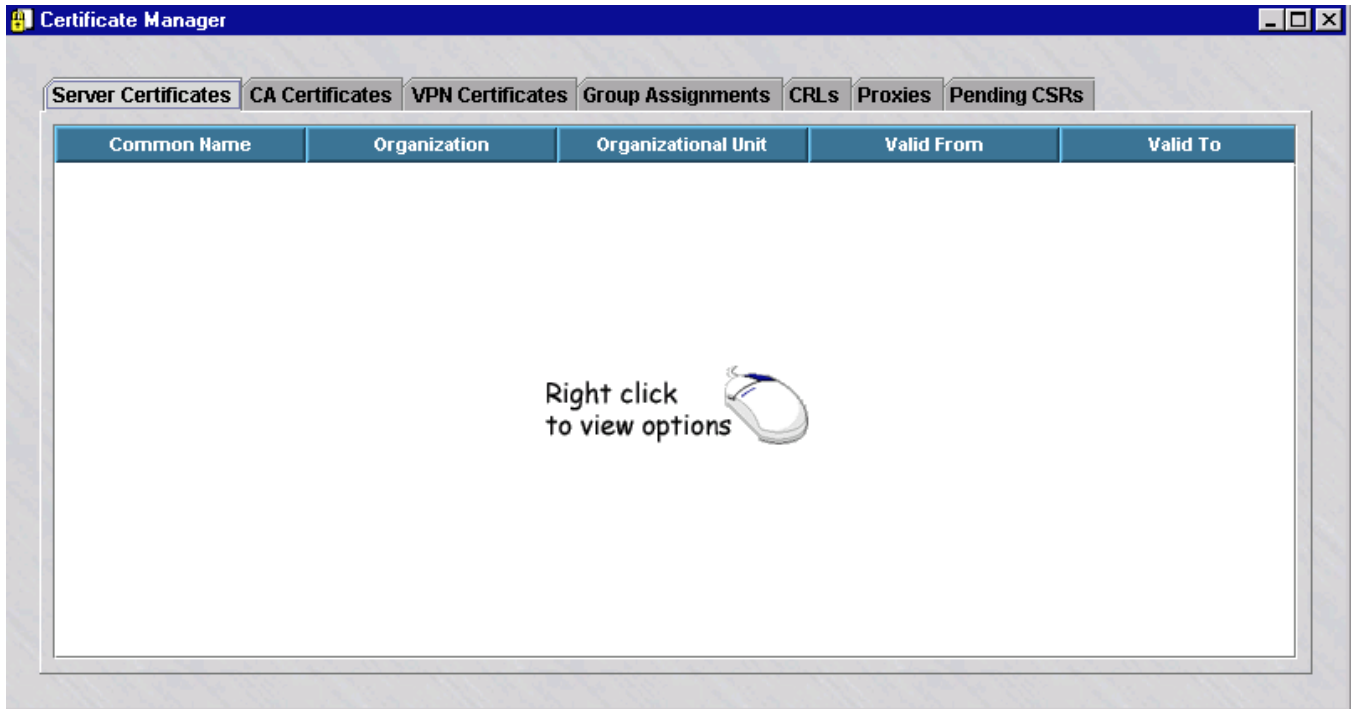 Certificate Manager
Server Certificates CA Certificates VPN Certificates Group Assignments CRLs Proxies Pending CSRs
Common Name Organization Organizational Unit Valid From Valid To
Right click
to view options